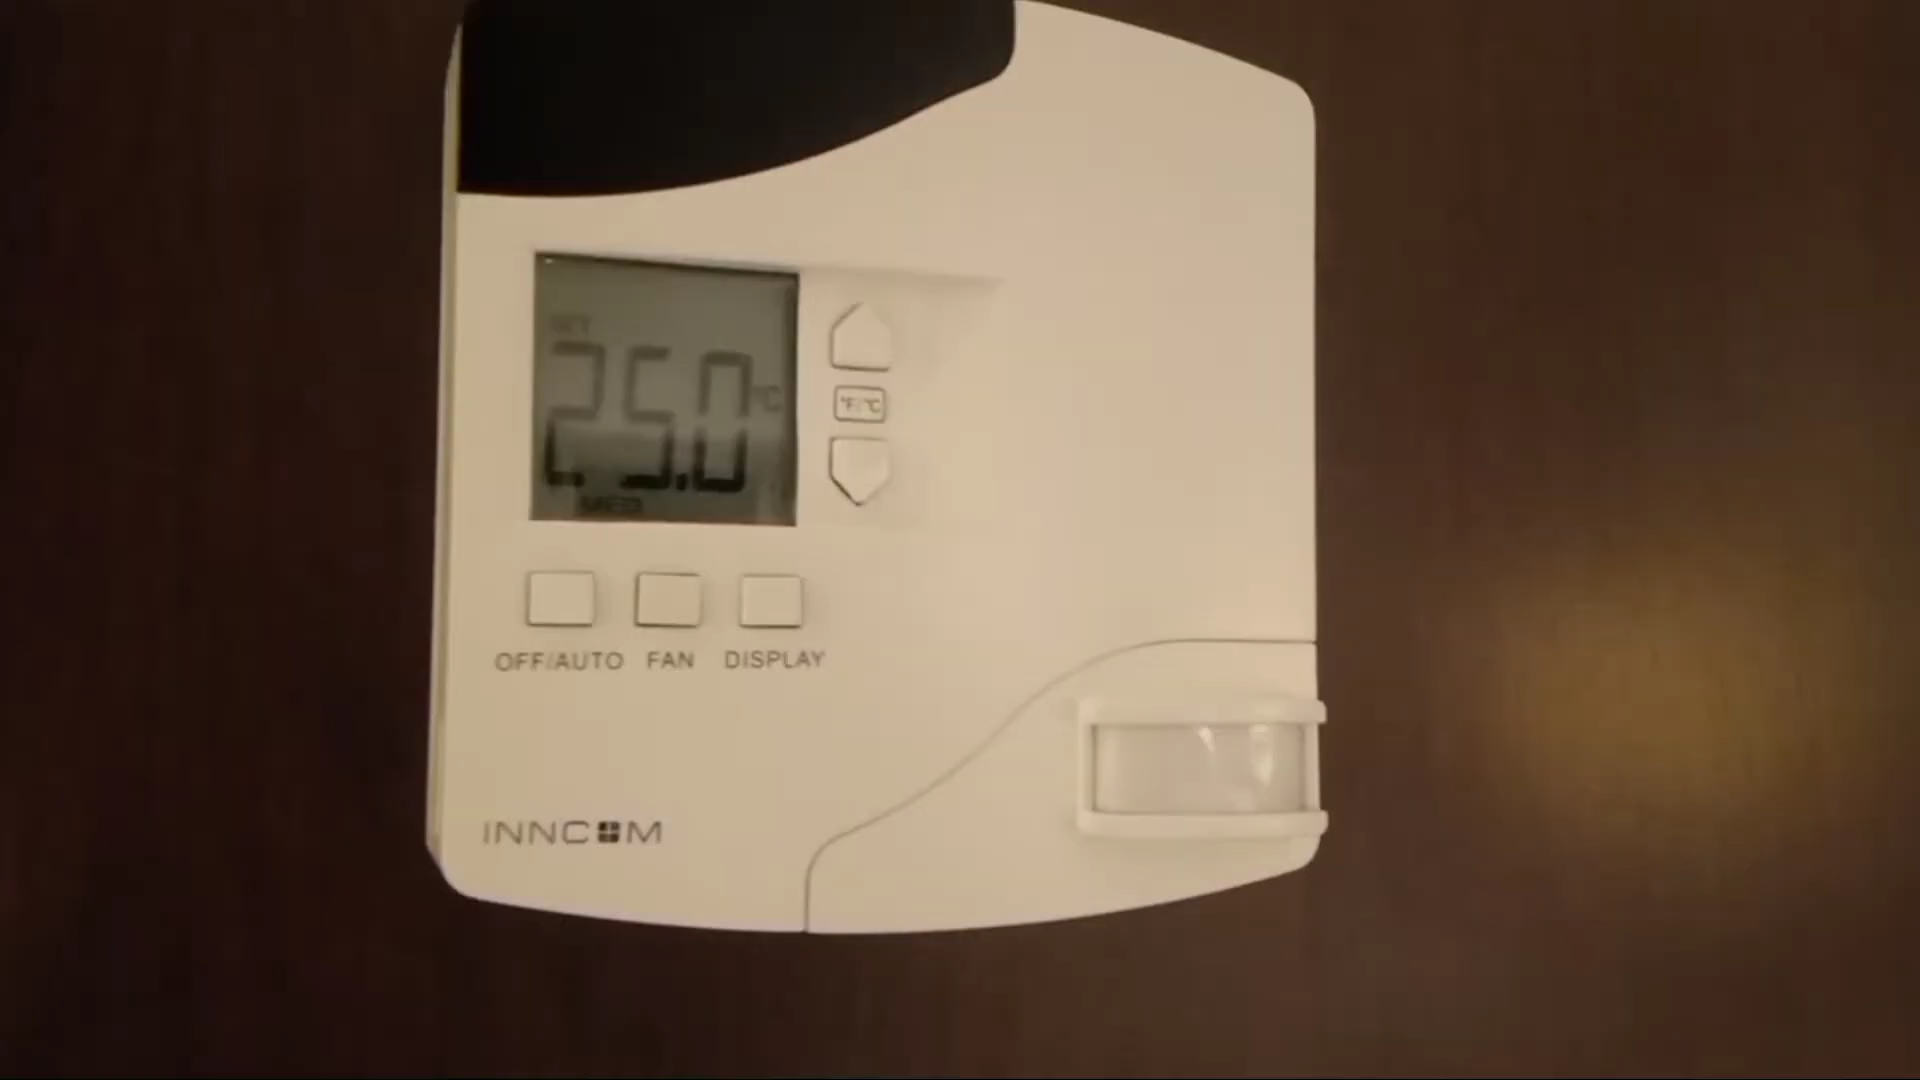 SET
25.0 °C
MED
°F/°C
OFF/AUTO FAN DISPLAY
INNCOM